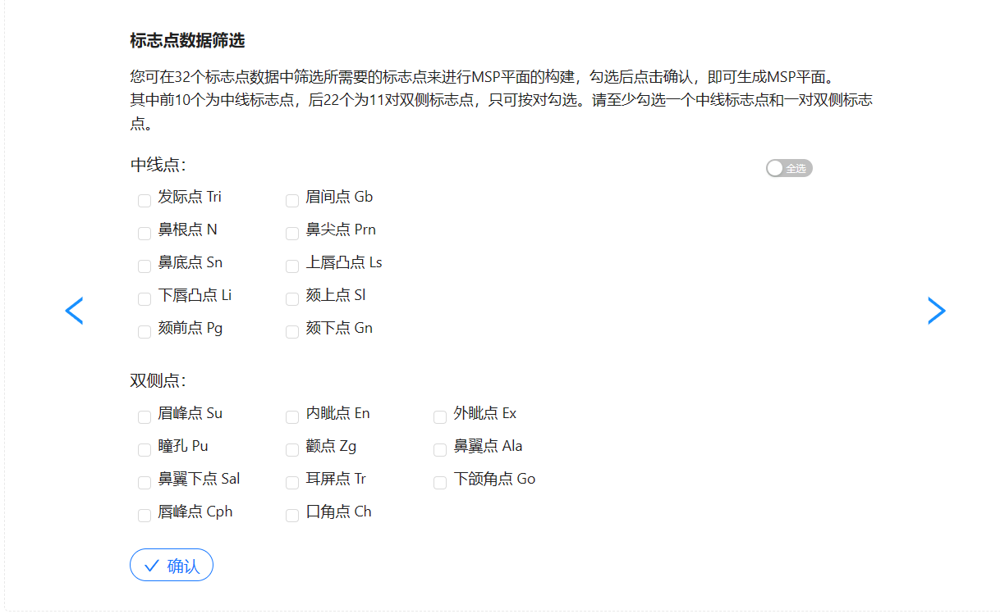 标志点数据筛选
您可在32个标志点数据中筛选所需要的标志点来进行MSP平面的构建，勾选后点击确认，即可生成MSP平面。
其中前10个为中线标志点，后22个为11对双侧标志点，只可按对勾选。请至少勾选一个中线标志点和一对双侧标志
点。
中线点：
全选
发际点 Tri 眉间点 Gb
鼻根点 N 鼻尖点 Prn
鼻底点 Sn 上唇凸点 Ls
下唇凸点 Li 颏上点 Sl
颏前点 Pg 颏下点 Gn
双侧点：
眉峰点 Su 内眦点 En 外眦点 Ex
瞳孔 Pu 颧点 Zg 鼻翼点 Ala
鼻翼下点 Sal 耳屏点 Tr 下颌角点 Go
唇峰点 Cph 口角点 Ch
确认